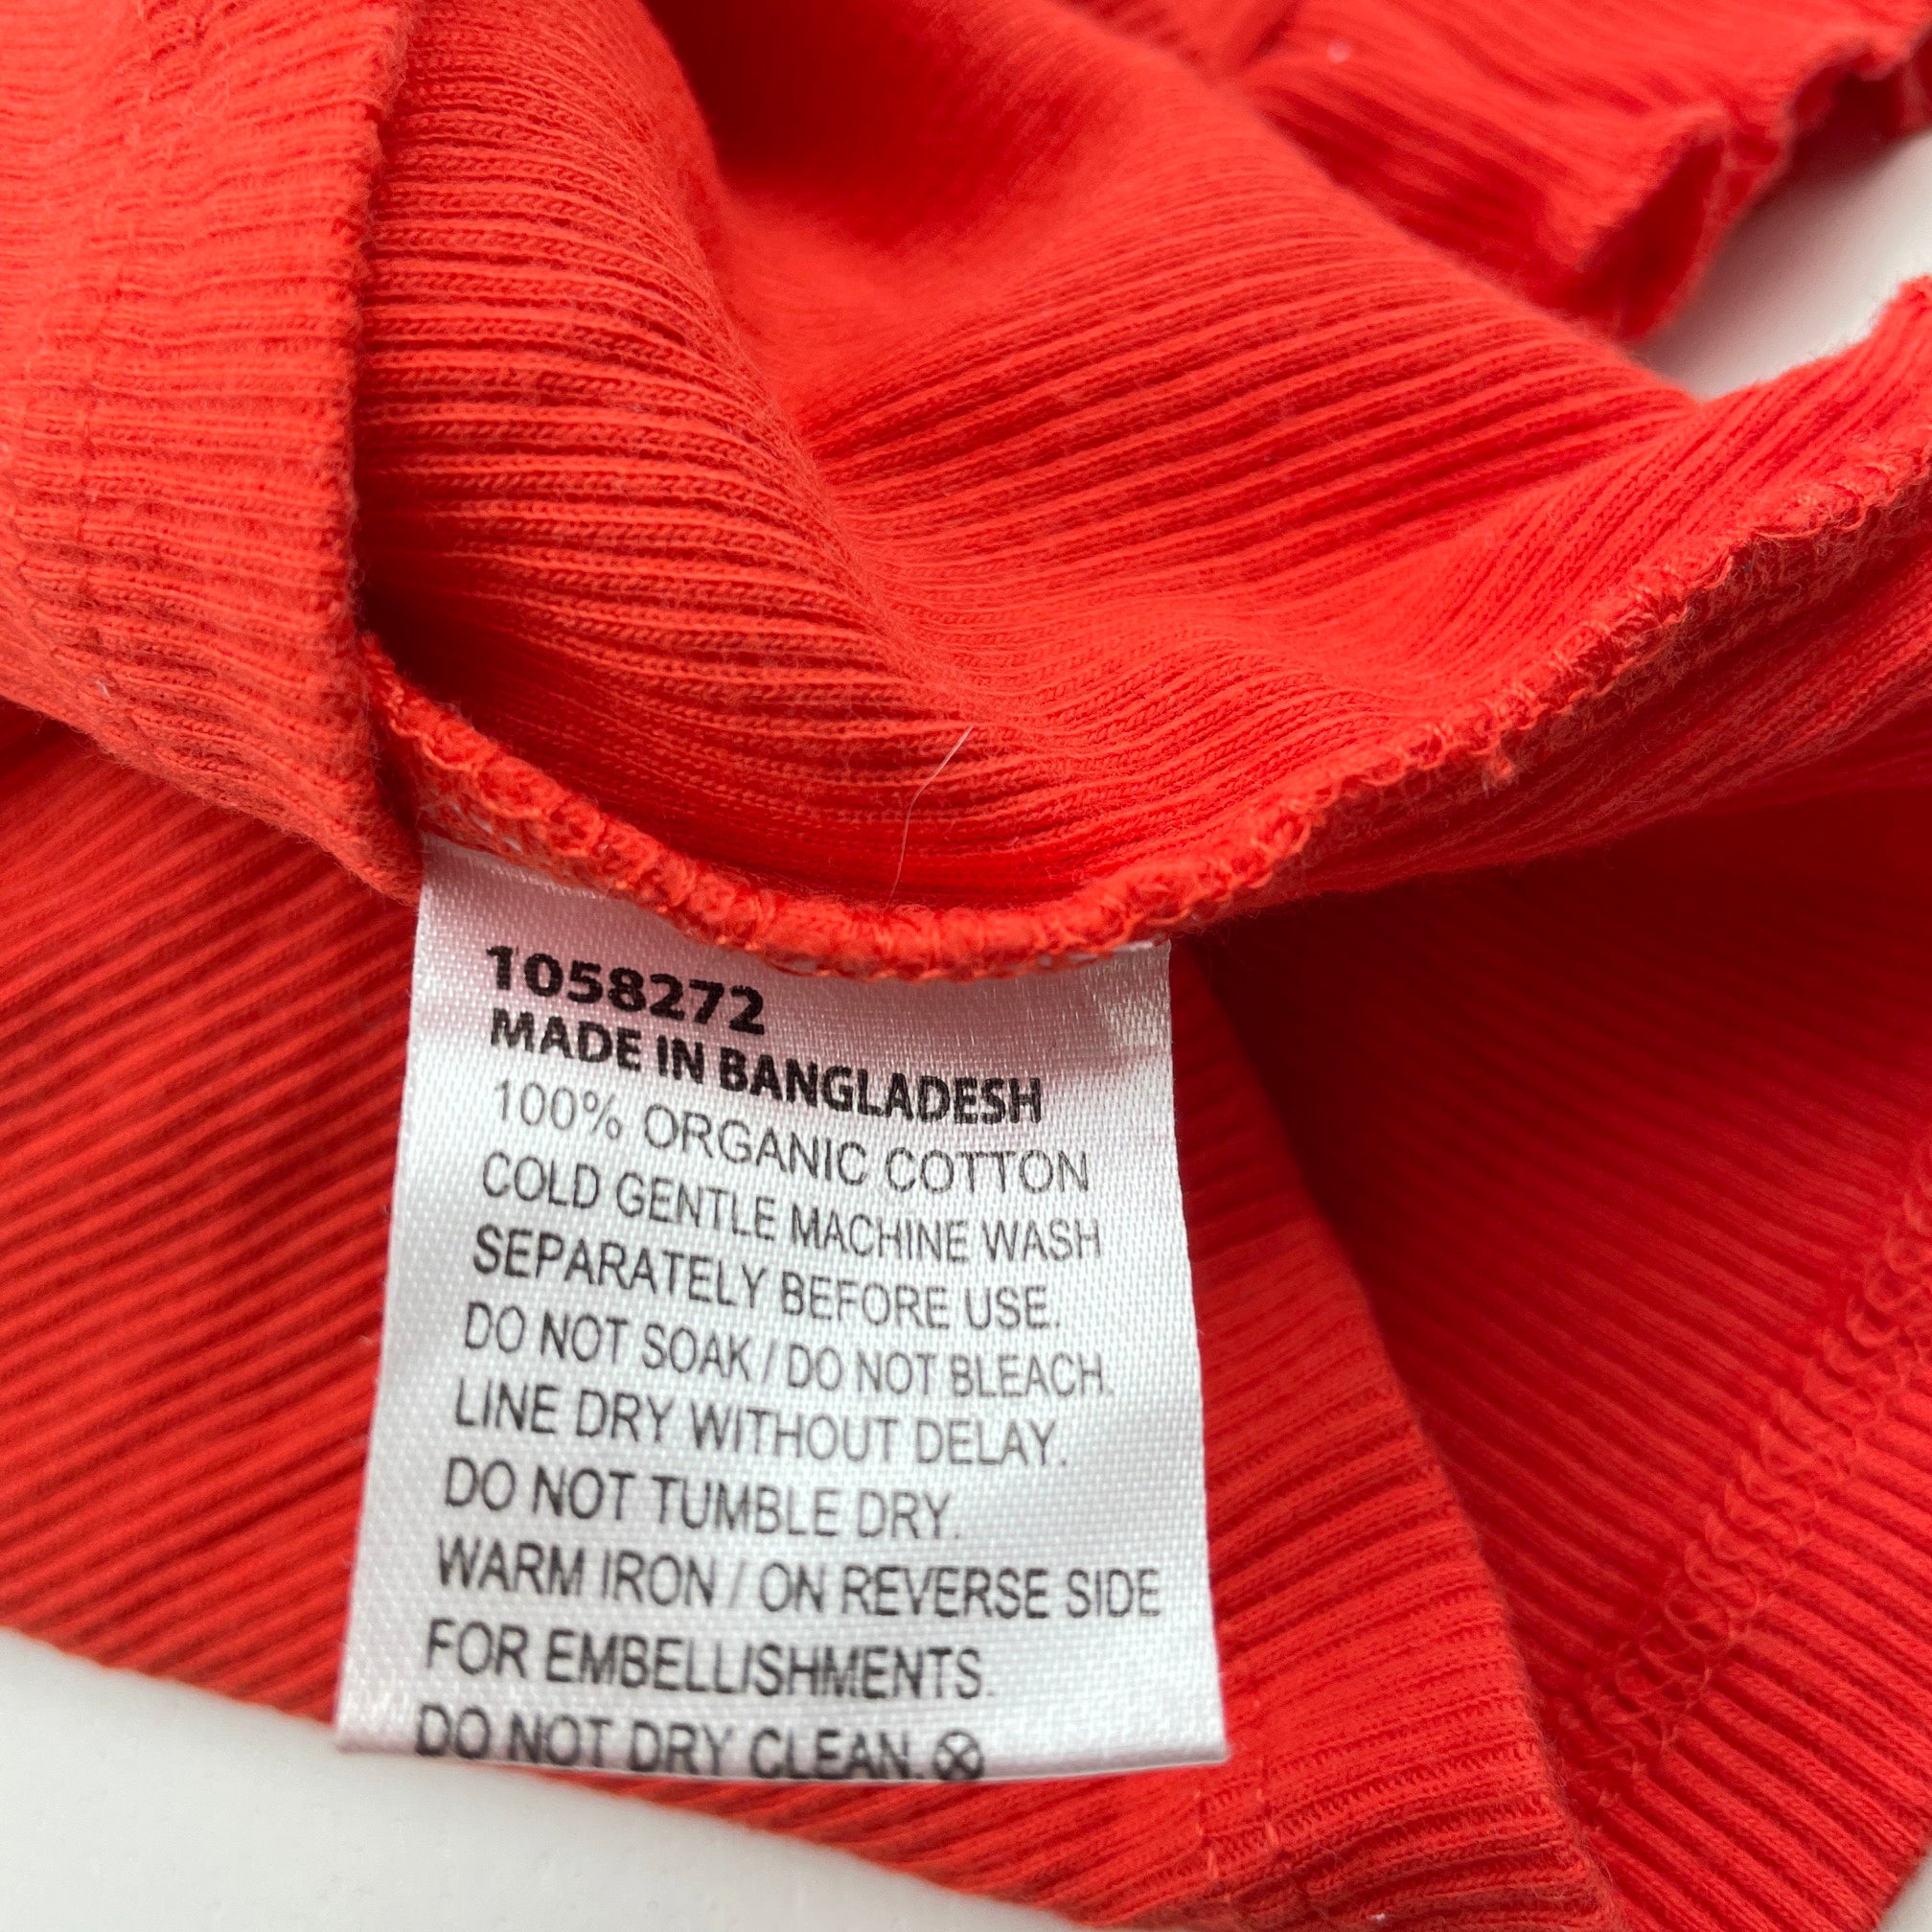 1058272
MADE IN BANGLADESH
100% ORGANIC COTTON
COLD GENTLE MACHINE WASH
SEPARATELY BEFORE USE.
DO NOT SOAK / DO NOT BLEACH.
LINE DRY WITHOUT DELAY.
DO NOT TUMBLE DRY.
WARM IRON / ON REVERSE SIDE
FOR EMBELLISHMENTS.
DO NOT DRY CLEAN.